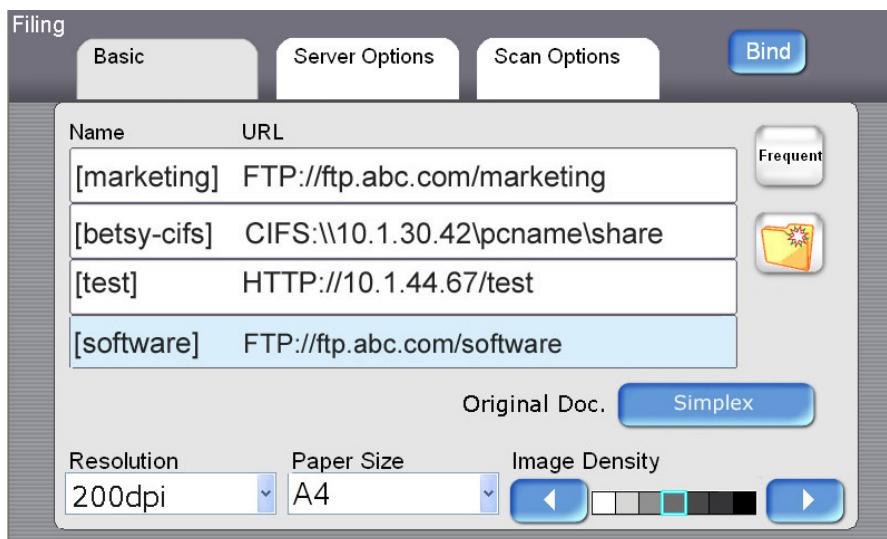 Filing
Basic Server Options Scan Options Bind
Name URL
Frequent
[marketing] FTP://ftp.abc.com/marketing
[betsy-cifs] CIFS:\\10.1.30.42\pcname\share
[test] HTTP://10.1.44.67/test
[software] FTP://ftp.abc.com/software
Original Doc. Simplex
Resolution Paper Size Image Density
200dpi A4